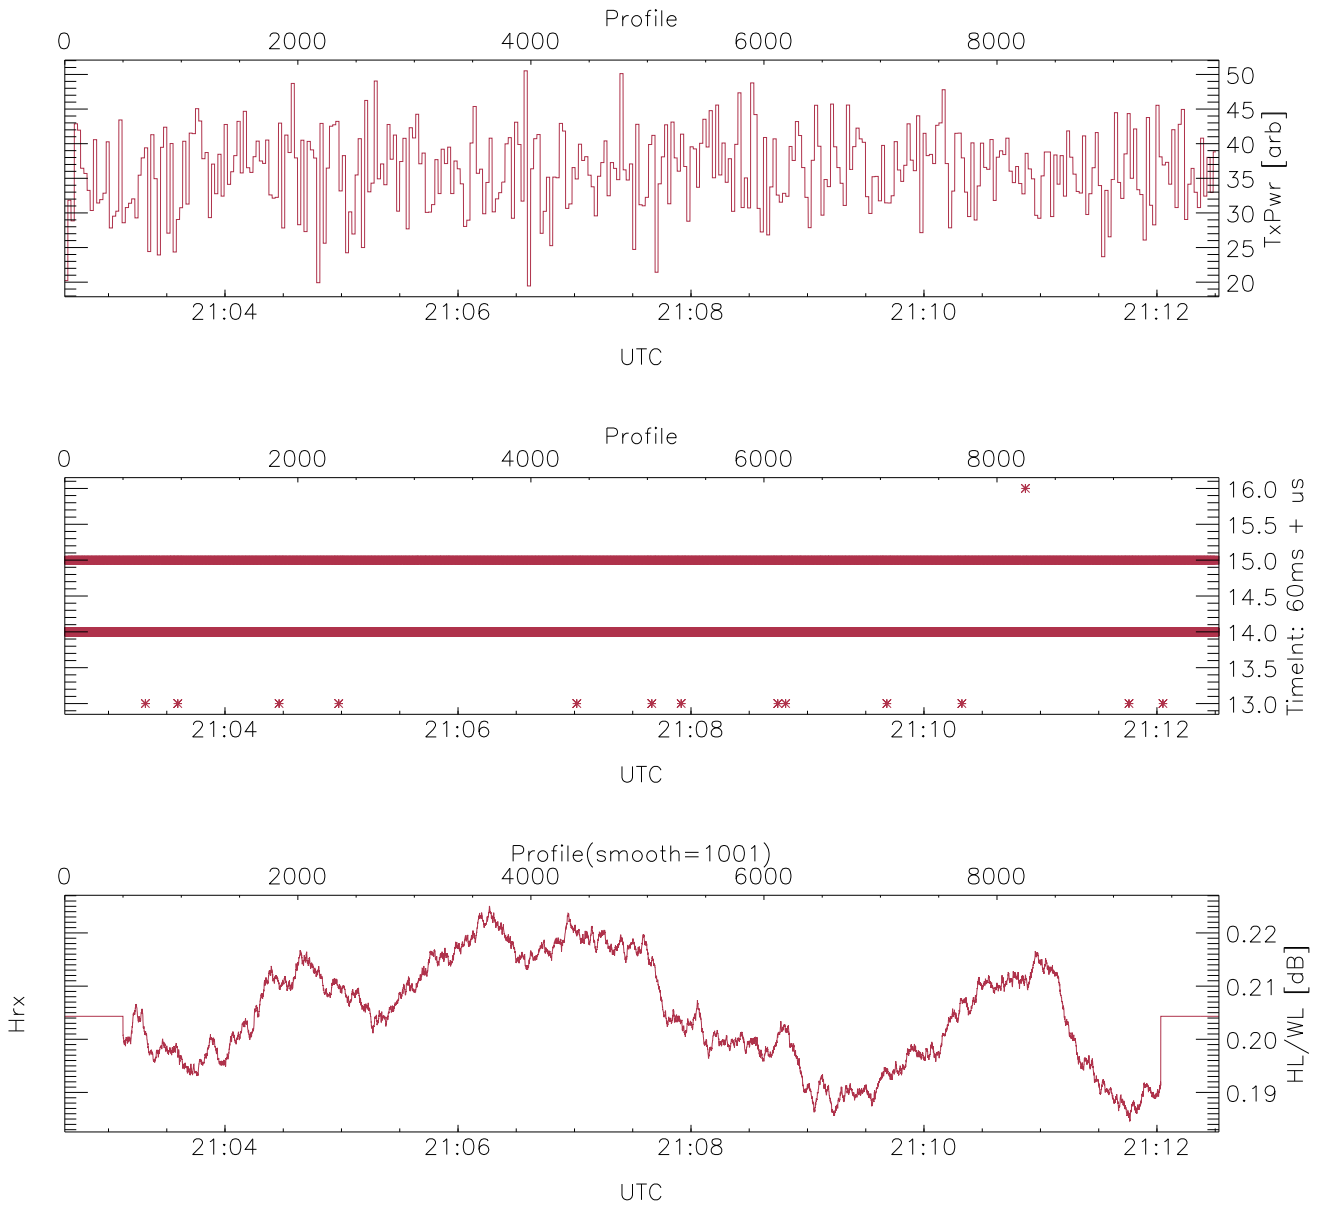 Profile
0 2000 4000 6000 8000
50
45
40
35
30
25
20
TxPwr [arb]
21:04 21:06 21:08 21:10 21:12
UTC
Profile
0 2000 4000 6000 8000
16.0
15.5
15.0
14.5
14.0
13.5
13.0
TimeInt: 60ms + us
21:04 21:06 21:08 21:10 21:12
UTC
Profile(smooth=1001)
0 2000 4000 6000 8000
Hrx
0.22
0.21
0.20
0.19
HL/WL [dB]
21:04 21:06 21:08 21:10 21:12
UTC